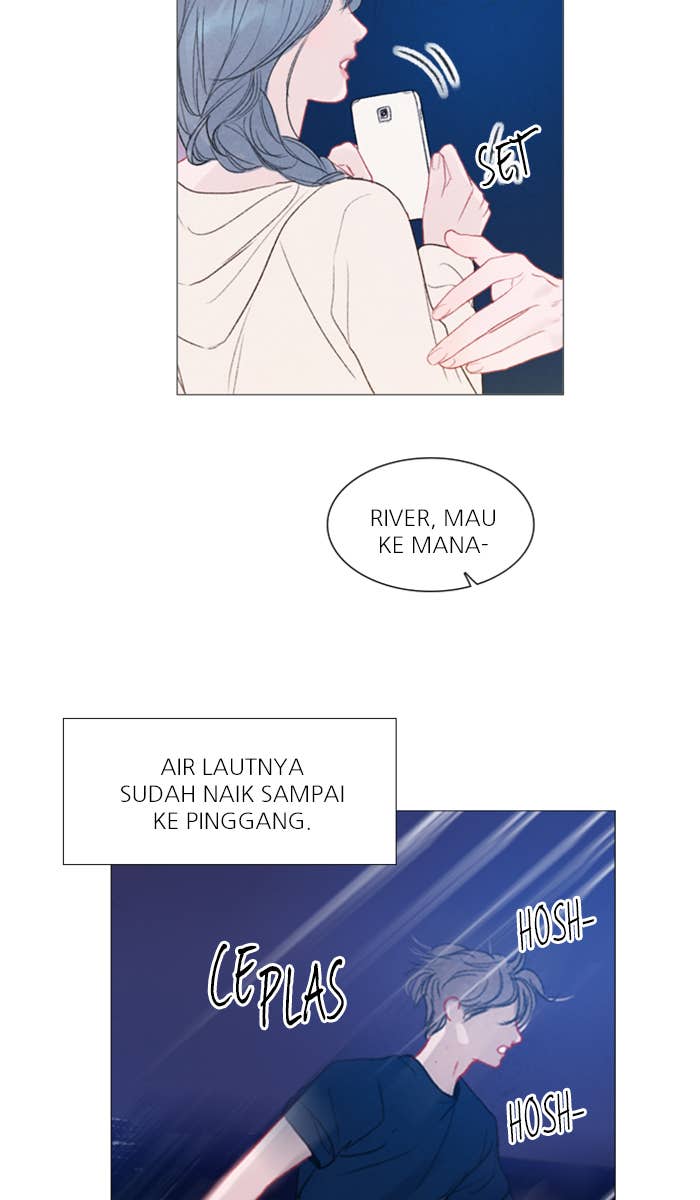 SET
RIVER, MAU
KE MANA-
AIR LAUTNYA
SUDAH NAIK SAMPAI
KE PINGGANG.
HOSH-
CEPLAS
HOSH-